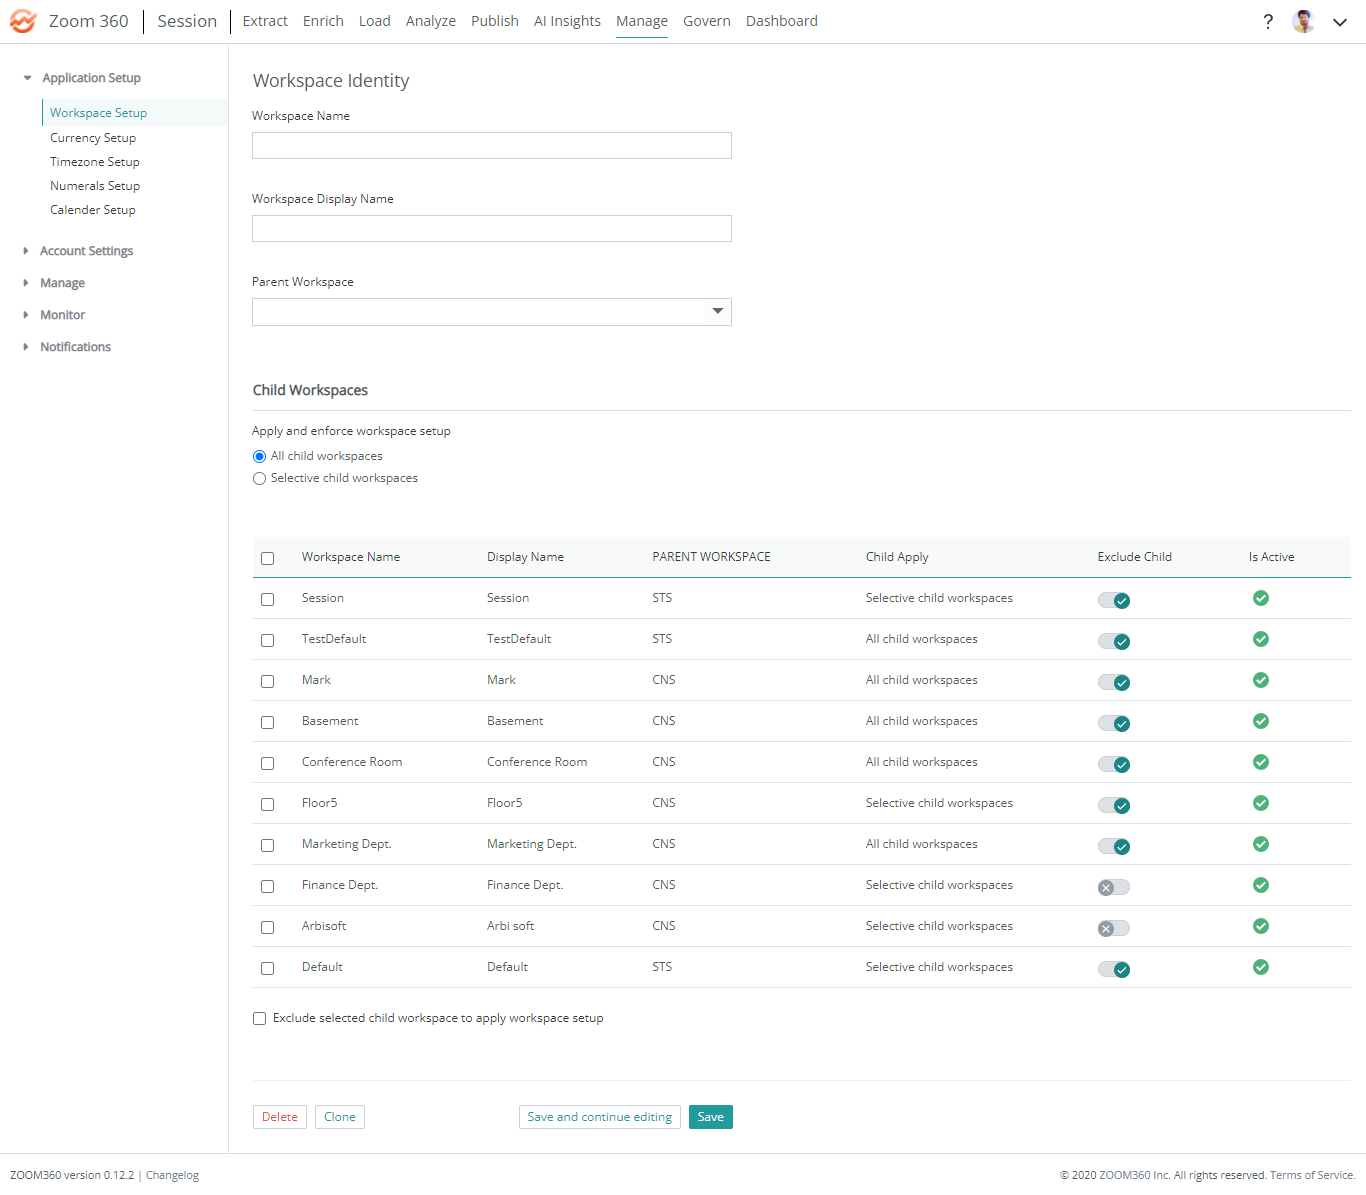 Zoom 360 Session Extract Enrich Load Analyze Publish AI Insights Manage Govern Dashboard ?
Application Setup
Workspace Setup
Currency Setup
Timezone Setup
Numerals Setup
Calender Setup
Account Settings
Manage
Monitor
Notifications
Workspace Identity
Workspace Name
Workspace Display Name
Parent Workspace
Child Workspaces
Apply and enforce workspace setup
All child workspaces
Selective child workspaces
Workspace Name Display Name PARENT WORKSPACE Child Apply Exclude Child Is Active
Session Session STS Selective child workspaces
TestDefault TestDefault STS All child workspaces
Mark Mark CNS All child workspaces
Basement Basement CNS All child workspaces
Conference Room Conference Room CNS All child workspaces
Floor5 Floor5 CNS Selective child workspaces
Marketing Dept. Marketing Dept. CNS All child workspaces
Finance Dept. Finance Dept. CNS Selective child workspaces
Arbisoft Arbi soft CNS Selective child workspaces
Default Default STS Selective child workspaces
Exclude selected child workspace to apply workspace setup
Delete Clone Save and continue editing Save
ZOOM360 version 0.12.2 | Changelog © 2020 ZOOM360 Inc. All rights reserved. Terms of Service.